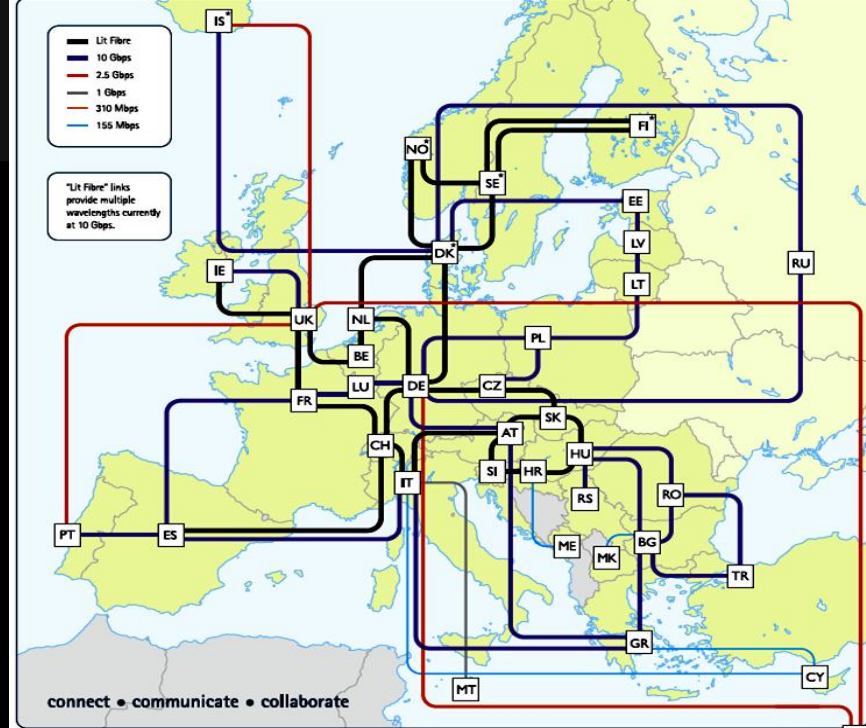 IS*
Lit Fibre
10 Gbps
2.5 Gbps
1 Gbps
310 Mbps
155 Mbps
"Lit Fibre" links
provide multiple
wavelengths currently
at 10 Gbps.
FI*
NO*
SE*
EE
DK*
LV
RU
IE
LT
UK
NL
PL
BE
LU
DE
CZ
FR
SK
AT
CH
HU
SI
HR
IT
RS
RO
PT
ES
ME
MK
BG
TR
GR
CY
MT
connect • communicate • collaborate